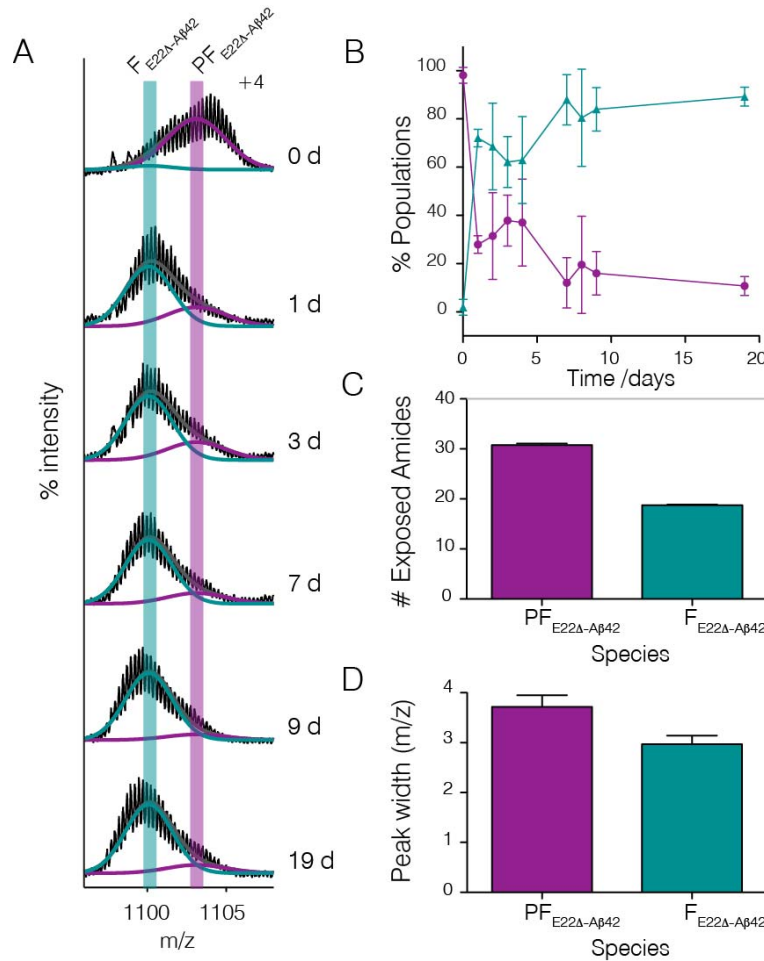 A
F E22Δ-Aβ42
PF E22Δ-Aβ42
+4
0 d
1 d
3 d
7 d
9 d
19 d
% intensity
1100 1105
m/z
B
100
80
60
40
20
0
% Populations
0 5 10 15 20
Time /days
C
40
30
20
10
0
# Exposed Amides
PF E22Δ-Aβ42 F E22Δ-Aβ42
Species
D
4
3
2
1
0
Peak width (m/z)
PF E22Δ-Aβ42 F E22Δ-Aβ42
Species